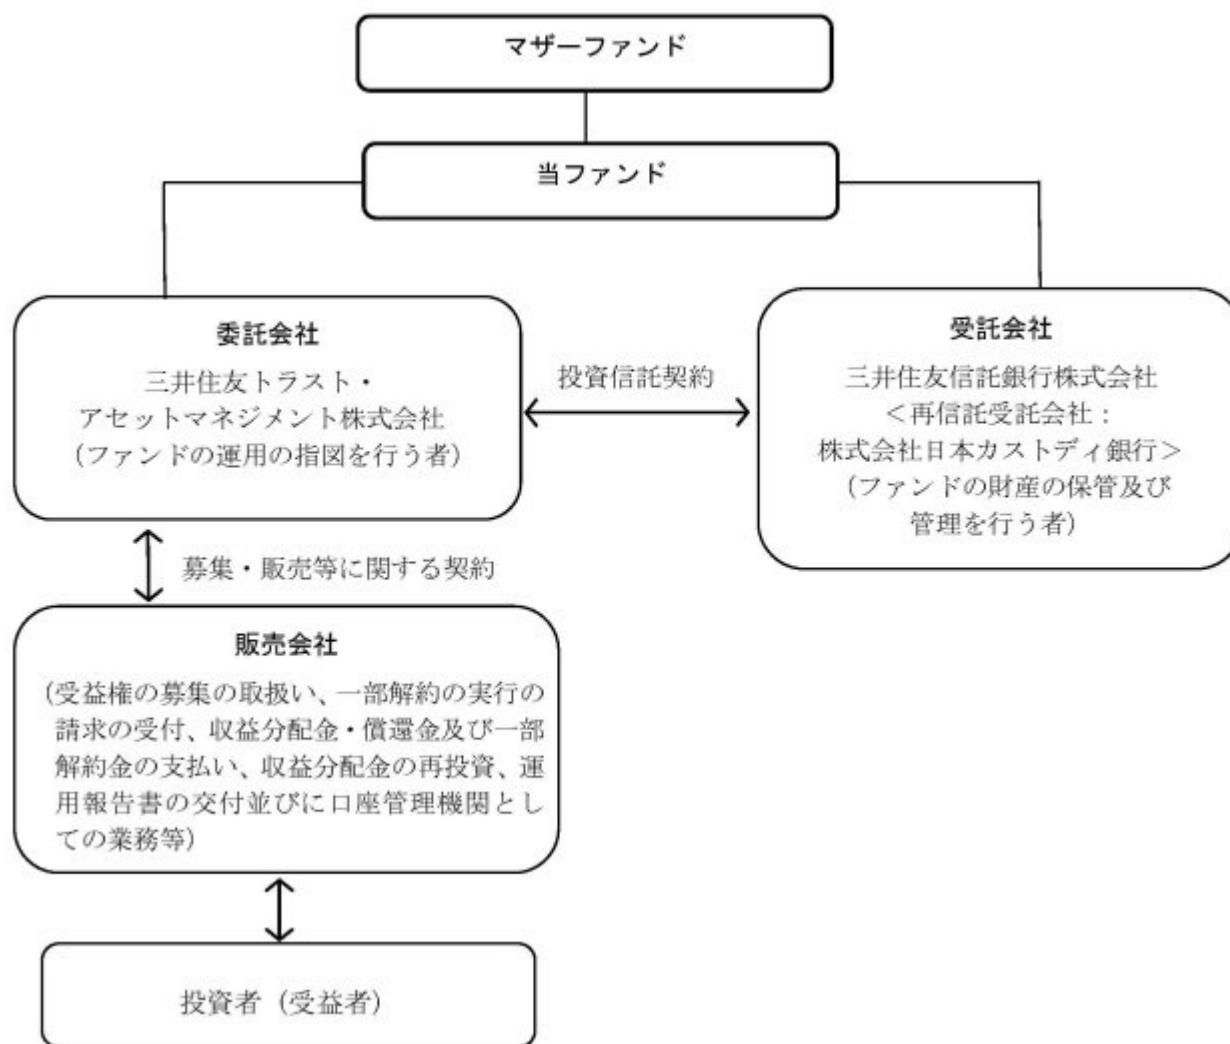 マザーファンド
当ファンド
委託会社
三井住友トラスト・
アセットマネジメント株式会社
（ファンドの運用の指図を行う者）
投資信託契約
受託会社
三井住友信託銀行株式会社
＜再信託受託会社：
株式会社日本カストディ銀行＞
（ファンドの財産の保管及び
管理を行う者）
募集・販売等に関する契約
販売会社
（受益権の募集の取扱い、一部解約の実行の
請求の受付、収益分配金・償還金及び一部
解約金の支払い、収益分配金の再投資、運
用報告書の交付並びに口座管理機関とし
ての業務等）
投資者（受益者）